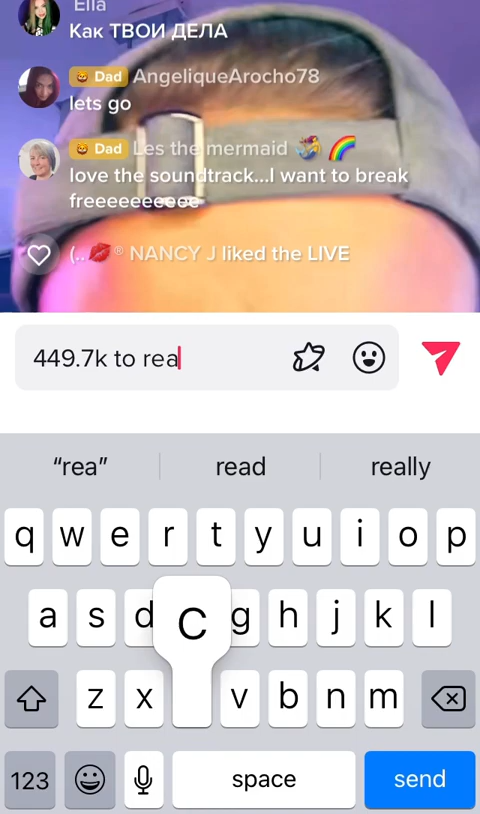 Ella
Как ТВОИ ДЕЛА
Dad AngeliqueArocho78
lets go
Dad Les the mermaid 🧜‍♀️ 🌈
love the soundtrack...I want to break
freeeeeeeeee
(..💋 ® NANCY J liked the LIVE
449.7k to rea
“rea” read really
q w e r t y u i o p
a s d C g h j k l
z x v b n m
123 space send